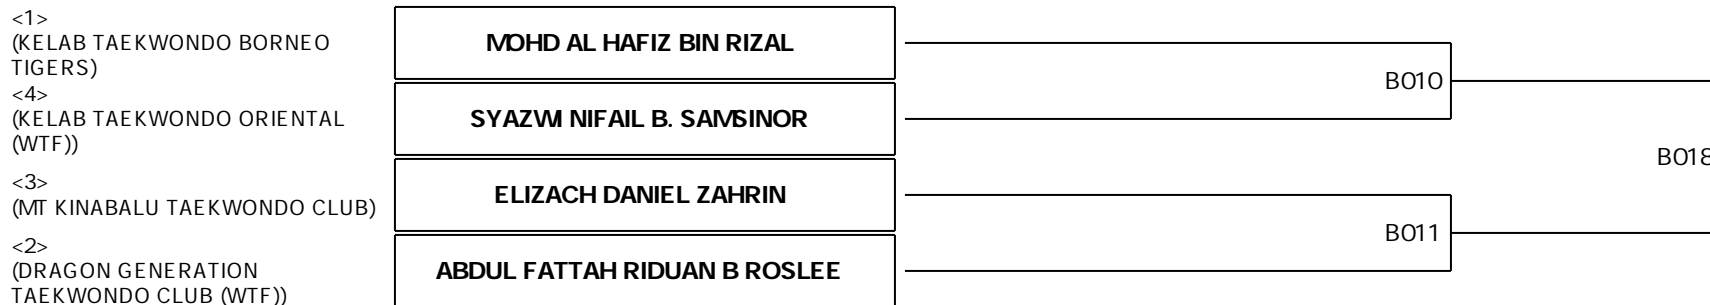 <1>
(KELAB TAEKWONDO BORNEO
TIGERS)
MOHD AL HAFIZ BIN RIZAL
B010
<4>
(KELAB TAEKWONDO ORIENTAL
(WTF))
SYAZWI NIFAIL B. SAMSINOR
B018
<3>
(MT KINABALU TAEKWONDO CLUB)
ELIZACH DANIEL ZAHRIN
B011
<2>
(DRAGON GENERATION
TAEKWONDO CLUB (WTF))
ABDUL FATTAH RIDUAN B ROSLEE